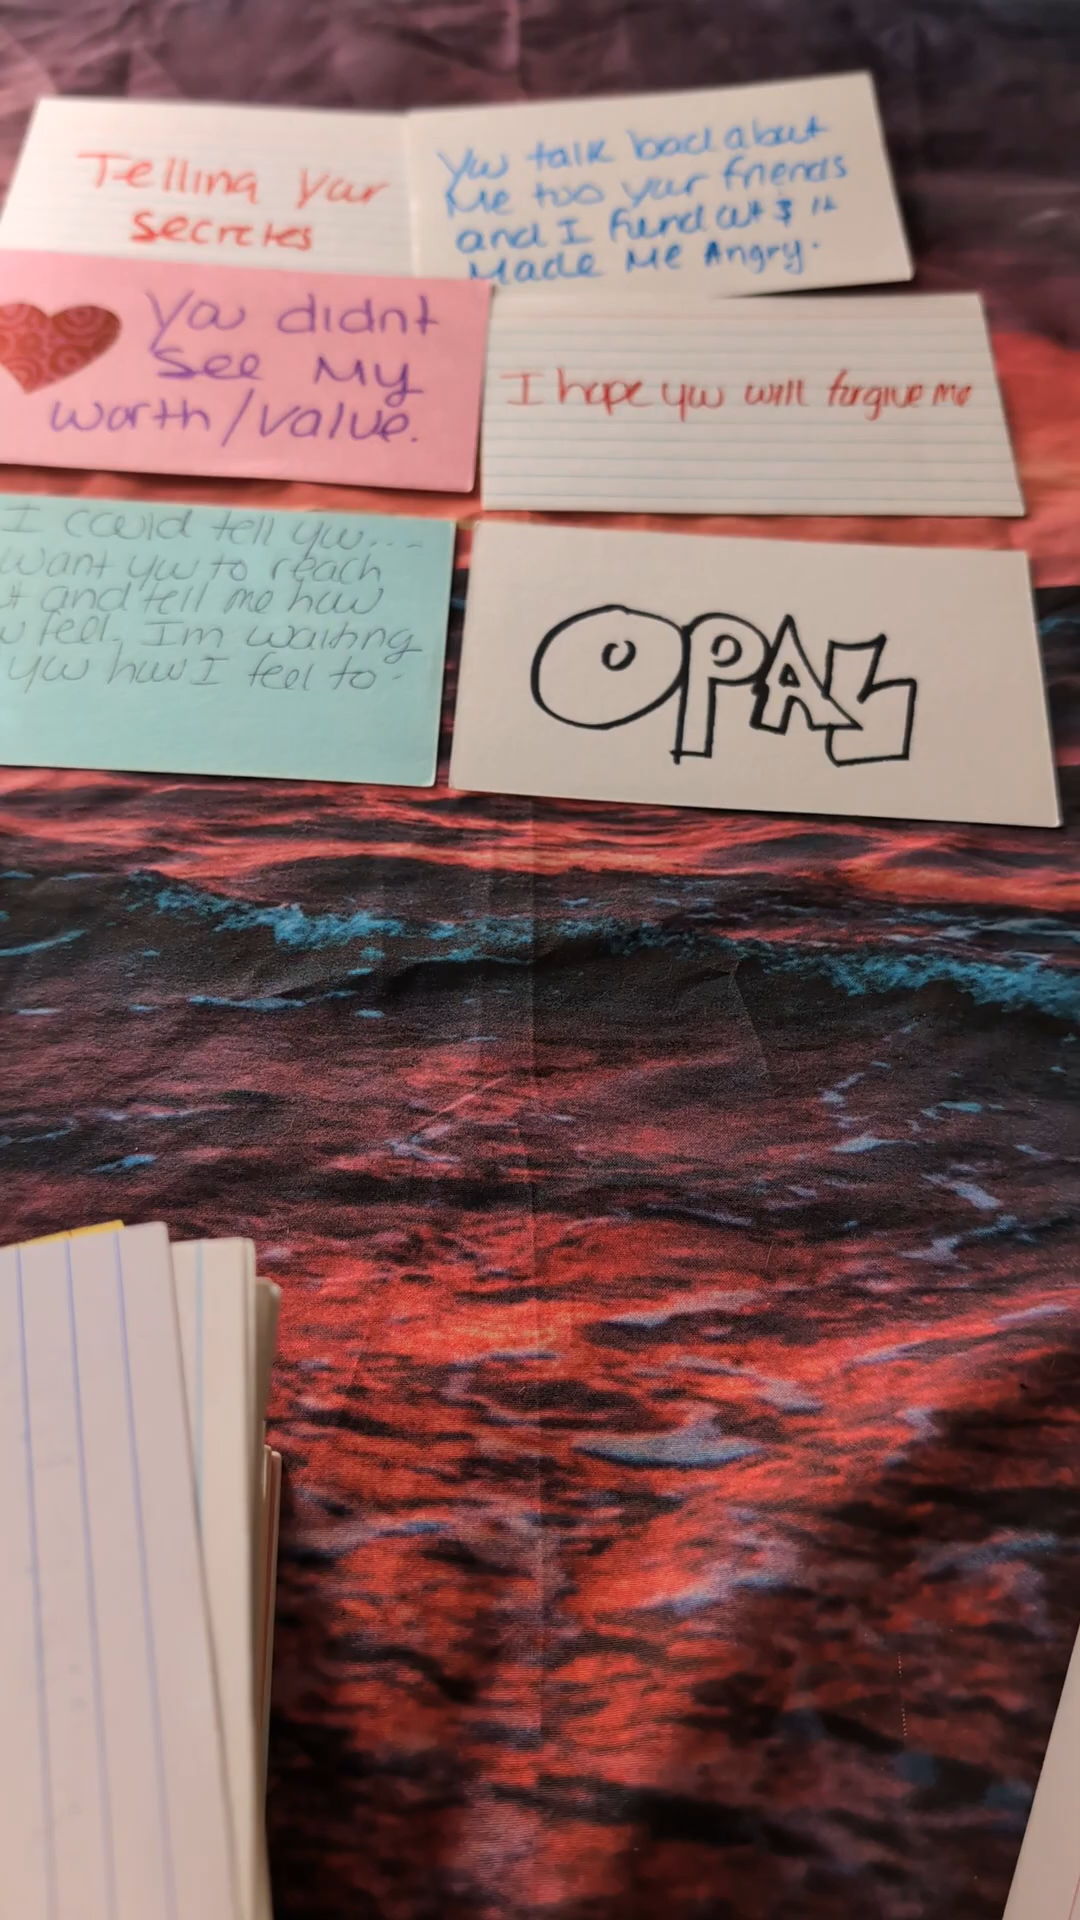 Telling Your
secretes
You talk bad about
Me too your friends
and I fund out & it
Made Me Angry.
You didnt
see My
worth/value.
I hope you will forgive me
I could tell you...
want you to reach
and tell me how
feel. Im waiting
you how I feel to
OPAL